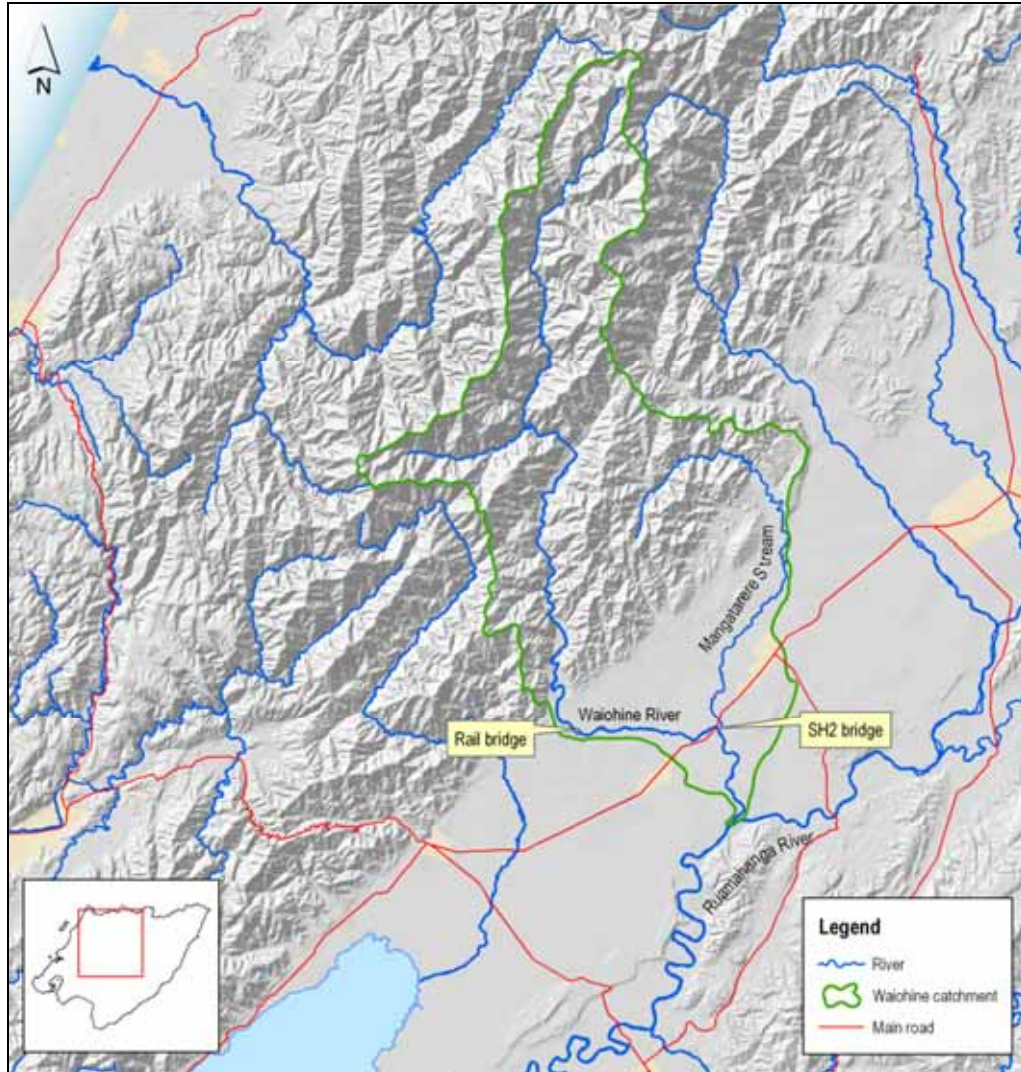 N
Mangatarere Stream
Waiohine River
Rail bridge
SH2 bridge
Ruamahanga River
Legend
River
Waiohine catchment
Main road